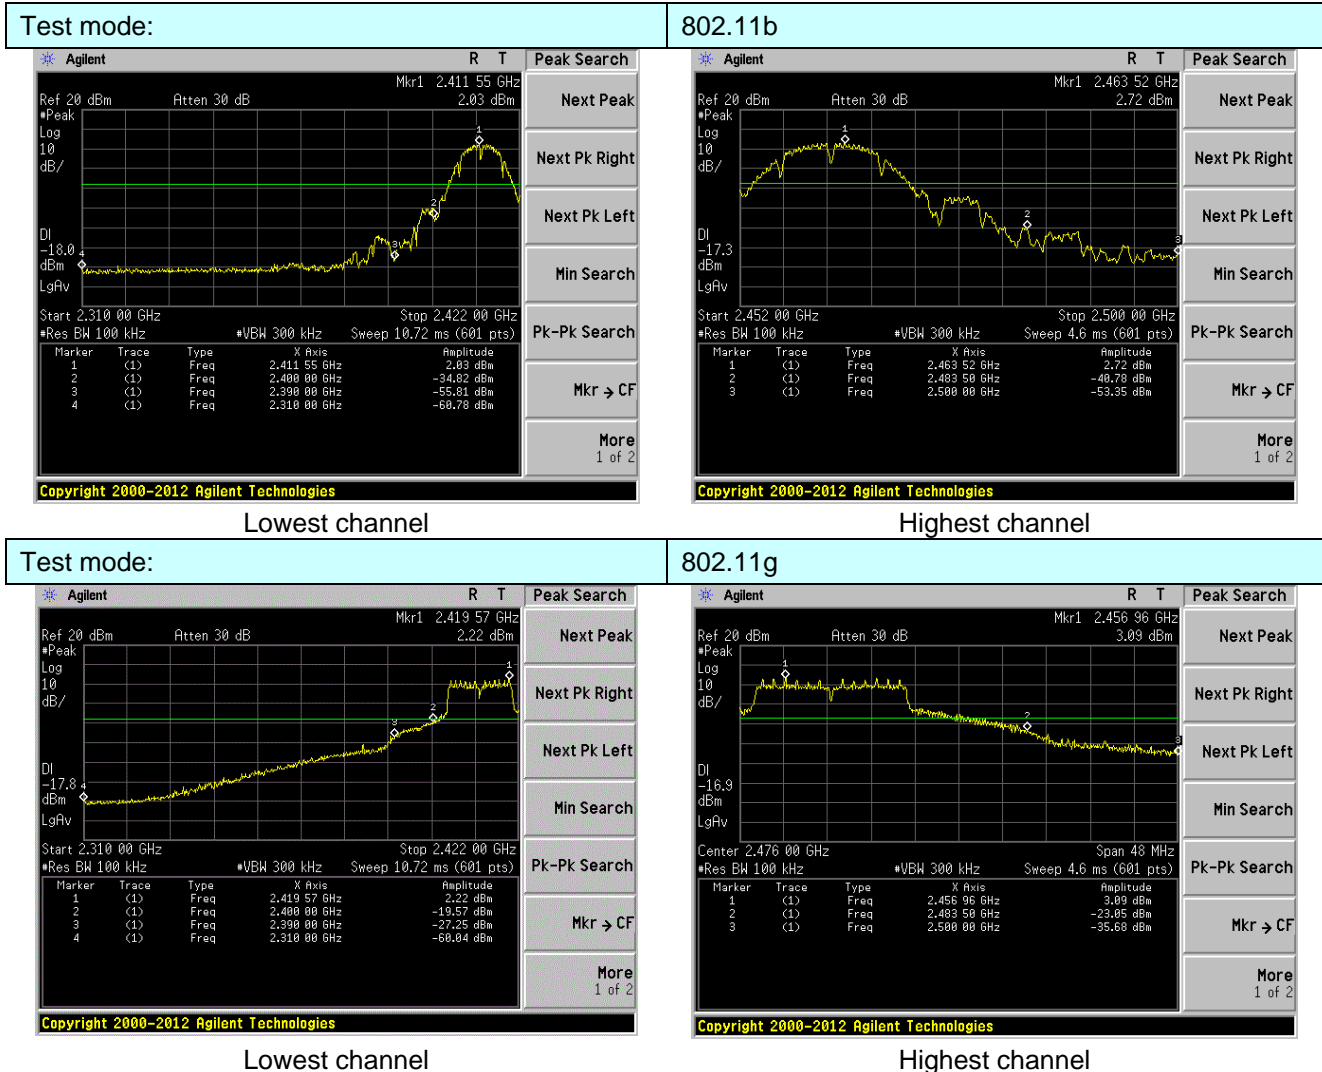 Test mode: 802.11b
Agilent R T Peak Search
Mkr1 2.411 55 GHz
Ref 20 dBm Atten 30 dB 2.03 dBm
#Peak
Log
10
dB/
DI
-18.0
dBm
LgAv
1
2
3
4
Start 2.310 00 GHz Stop 2.422 00 GHz
#Res BW 100 kHz #VBW 300 kHz Sweep 10.72 ms (601 pts)
Marker Trace Type X Axis Amplitude
1 (1) Freq 2.411 55 GHz 2.03 dBm
2 (1) Freq 2.400 00 GHz -34.82 dBm
3 (1) Freq 2.390 00 GHz -55.81 dBm
4 (1) Freq 2.310 00 GHz -60.78 dBm
Next Peak
Next Pk Right
Next Pk Left
Min Search
Pk-Pk Search
Mkr → CF
More
1 of 2
Copyright 2000-2012 Agilent Technologies
Lowest channel
Agilent R T Peak Search
Mkr1 2.463 52 GHz
Ref 20 dBm Atten 30 dB 2.72 dBm
#Peak
Log
10
dB/
DI
-17.3
dBm
LgAv
1
2
3
Start 2.452 00 GHz Stop 2.500 00 GHz
#Res BW 100 kHz #VBW 300 kHz Sweep 4.6 ms (601 pts)
Marker Trace Type X Axis Amplitude
1 (1) Freq 2.463 52 GHz 2.72 dBm
2 (1) Freq 2.483 50 GHz -40.78 dBm
3 (1) Freq 2.500 00 GHz -53.35 dBm
Next Peak
Next Pk Right
Next Pk Left
Min Search
Pk-Pk Search
Mkr → CF
More
1 of 2
Copyright 2000-2012 Agilent Technologies
Highest channel
Test mode: 802.11g
Agilent R T Peak Search
Mkr1 2.419 57 GHz
Ref 20 dBm Atten 30 dB 2.22 dBm
#Peak
Log
10
dB/
DI
-17.8
dBm
LgAv
1
2
3
4
Start 2.310 00 GHz Stop 2.422 00 GHz
#Res BW 100 kHz #VBW 300 kHz Sweep 10.72 ms (601 pts)
Marker Trace Type X Axis Amplitude
1 (1) Freq 2.419 57 GHz 2.22 dBm
2 (1) Freq 2.400 00 GHz -19.57 dBm
3 (1) Freq 2.390 00 GHz -27.25 dBm
4 (1) Freq 2.310 00 GHz -60.04 dBm
Next Peak
Next Pk Right
Next Pk Left
Min Search
Pk-Pk Search
Mkr → CF
More
1 of 2
Copyright 2000-2012 Agilent Technologies
Lowest channel
Agilent R T Peak Search
Mkr1 2.456 96 GHz
Ref 20 dBm Atten 30 dB 3.09 dBm
#Peak
Log
10
dB/
DI
-16.9
dBm
LgAv
1
2
3
Center 2.476 00 GHz Span 48 MHz
#Res BW 100 kHz #VBW 300 kHz Sweep 4.6 ms (601 pts)
Marker Trace Type X Axis Amplitude
1 (1) Freq 2.456 96 GHz 3.09 dBm
2 (1) Freq 2.483 50 GHz -23.05 dBm
3 (1) Freq 2.500 00 GHz -35.68 dBm
Next Peak
Next Pk Right
Next Pk Left
Min Search
Pk-Pk Search
Mkr → CF
More
1 of 2
Copyright 2000-2012 Agilent Technologies
Highest channel